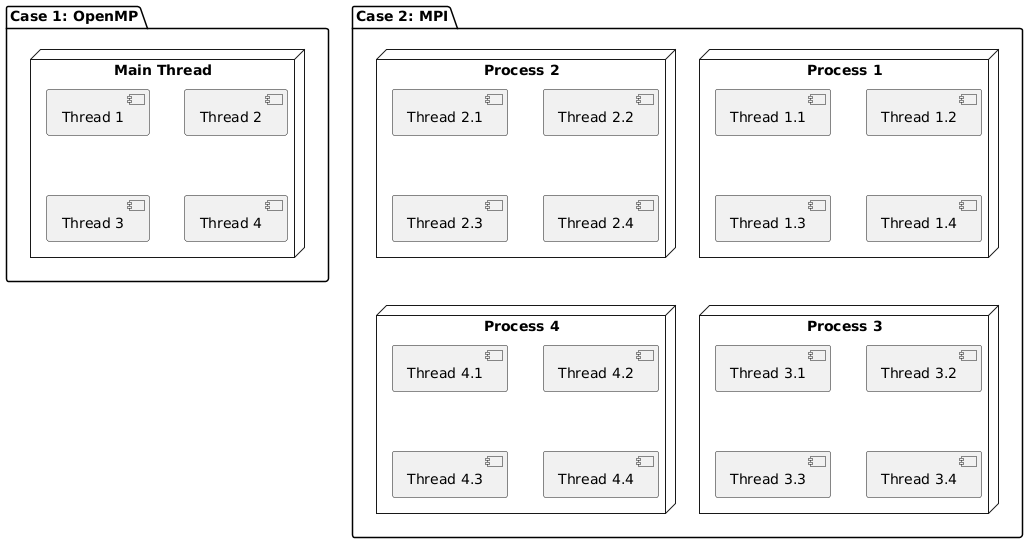 Case 1: OpenMP
Main Thread
Thread 1
Thread 2
Thread 3
Thread 4
Case 2: MPI
Process 2
Thread 2.1
Thread 2.2
Thread 2.3
Thread 2.4
Process 1
Thread 1.1
Thread 1.2
Thread 1.3
Thread 1.4
Process 4
Thread 4.1
Thread 4.2
Thread 4.3
Thread 4.4
Process 3
Thread 3.1
Thread 3.2
Thread 3.3
Thread 3.4